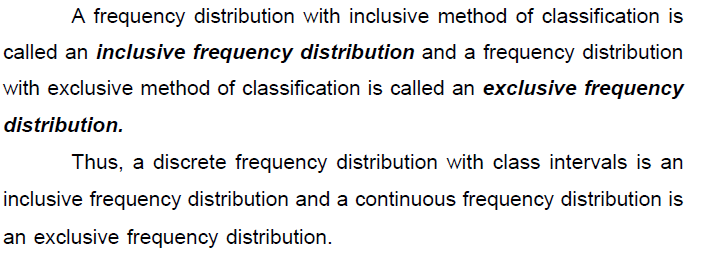 A frequency distribution with inclusive method of classification is
called an inclusive frequency distribution and a frequency distribution
with exclusive method of classification is called an exclusive frequency
distribution.
Thus, a discrete frequency distribution with class intervals is an
inclusive frequency distribution and a continuous frequency distribution is
an exclusive frequency distribution.